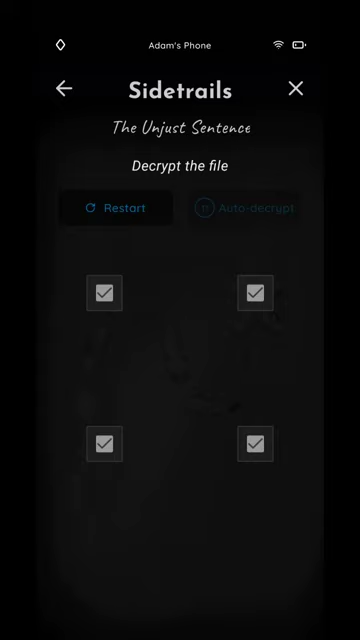 Adam's Phone
Sidetrails
The Unjust Sentence
Decrypt the file
Restart
Auto-decrypt